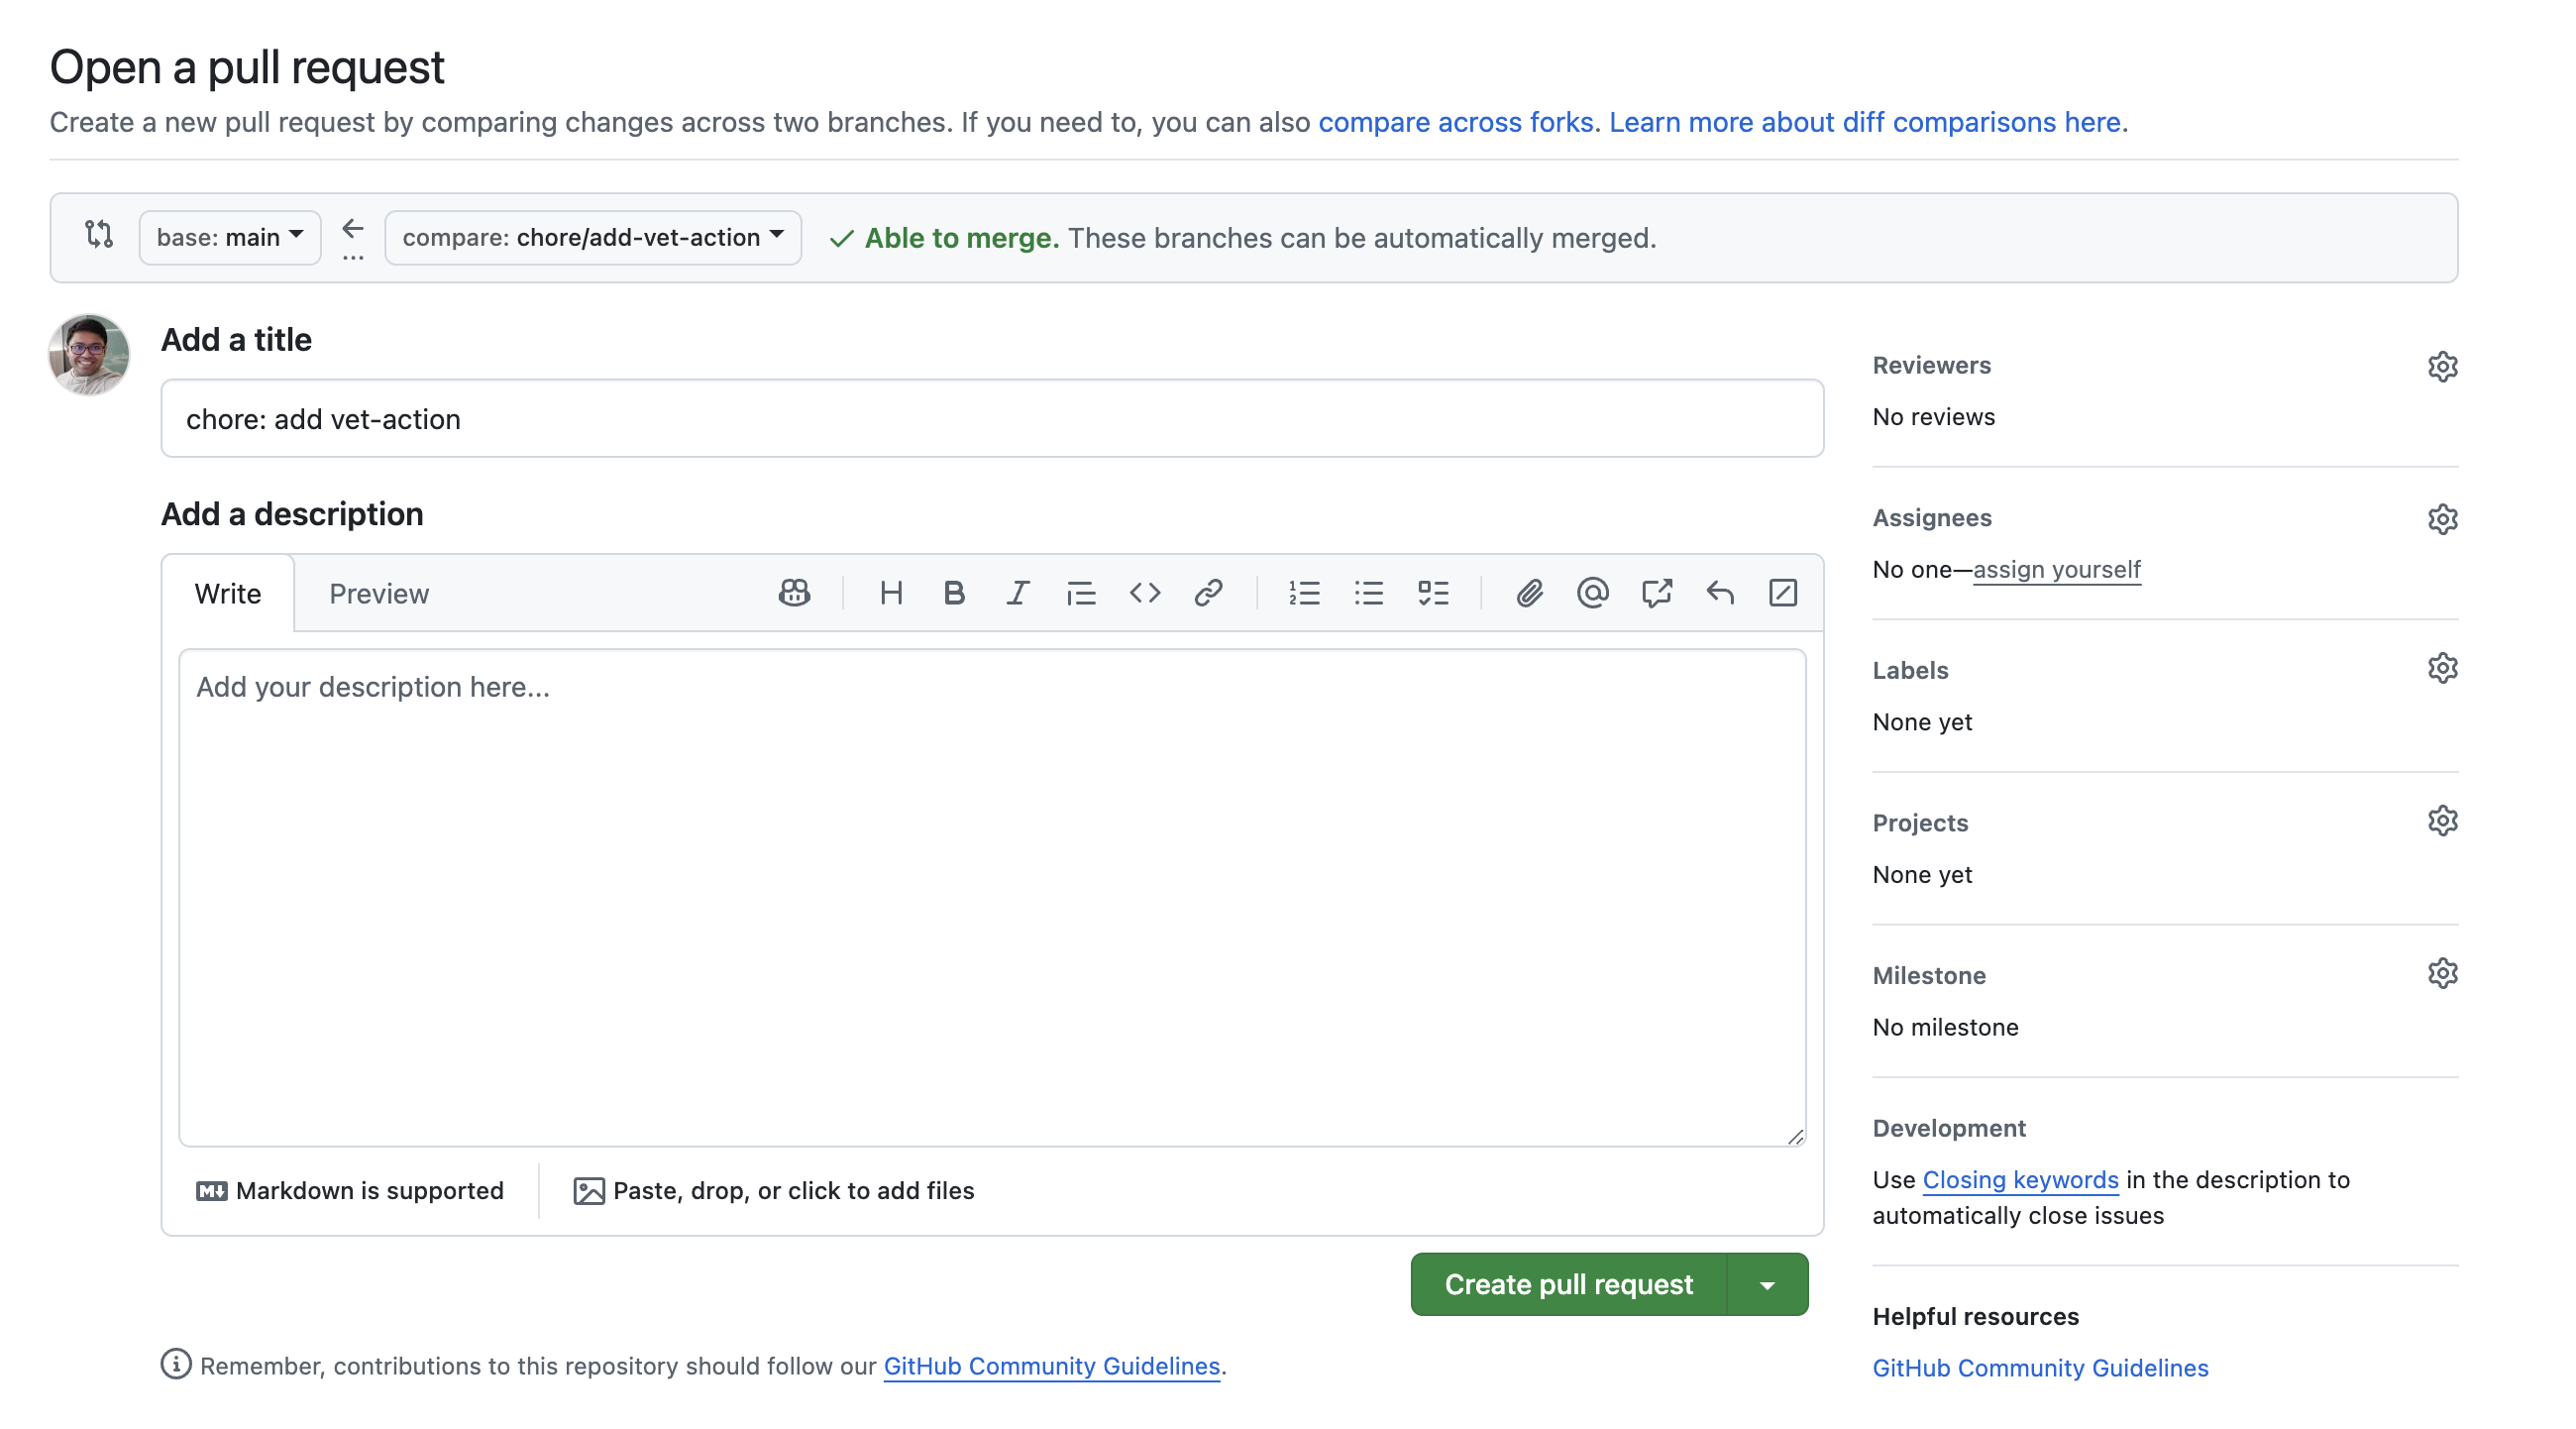 Open a pull request
Create a new pull request by comparing changes across two branches. If you need to, you can also compare across forks. Learn more about diff comparisons here.
base: main
...
compare: chore/add-vet-action
Able to merge. These branches can be automatically merged.
Add a title
chore: add vet-action
Add a description
Write
Preview
Add your description here...
Markdown is supported
Paste, drop, or click to add files
Create pull request
Remember, contributions to this repository should follow our GitHub Community Guidelines.
Reviewers
No reviews
Assignees
No one—assign yourself
Labels
None yet
Projects
None yet
Milestone
No milestone
Development
Use Closing keywords in the description to
automatically close issues
Helpful resources
GitHub Community Guidelines